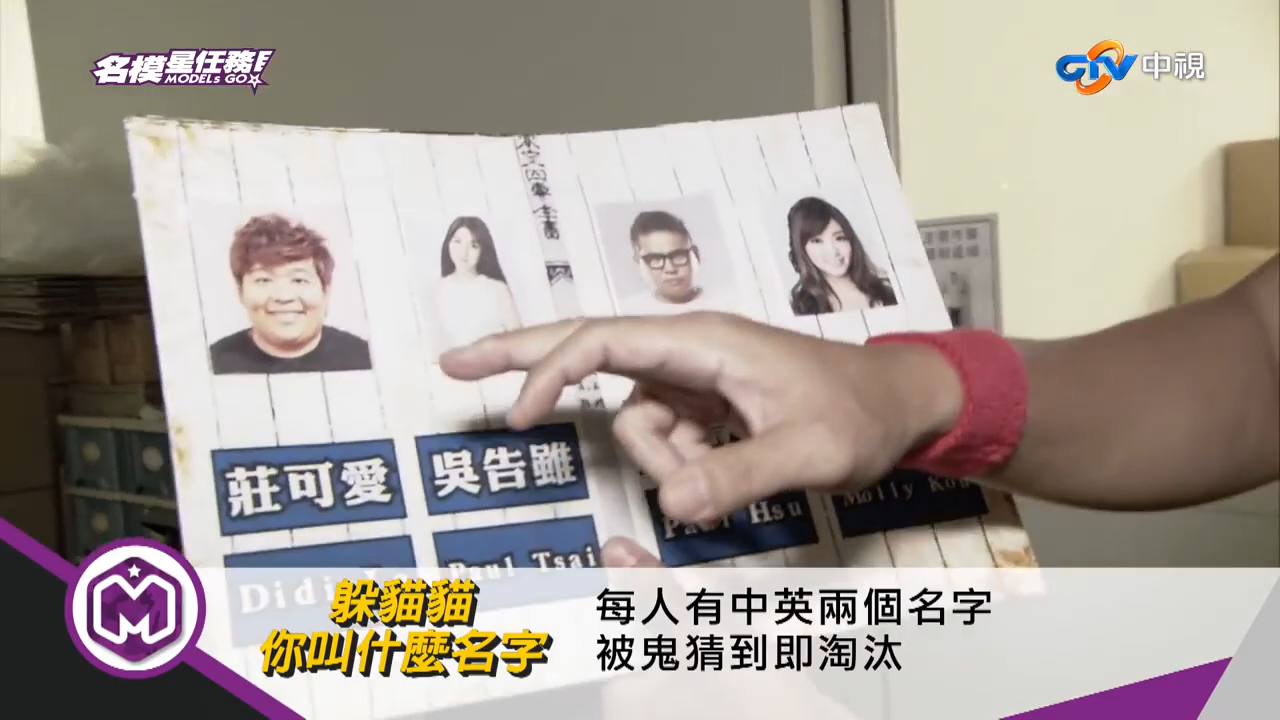 名模星任務
MODELs GO
CTV 中視
莊可愛
吳告雖
Didi
Paul Tsai
Hsu
Molly
躲貓貓
你叫什麼名字
每人有中英兩個名字
被鬼猜到即淘汰